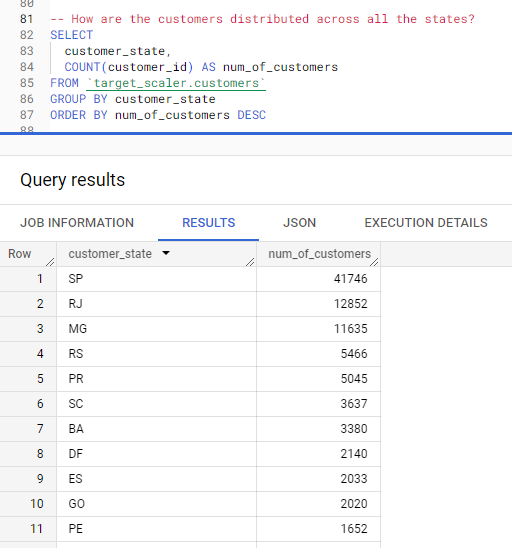 80
81 -- How are the customers distributed across all the states?
82 SELECT
83 customer_state,
84 COUNT(customer_id) AS num_of_customers
85 FROM `target_scaler.customers`
86 GROUP BY customer_state
87 ORDER BY num_of_customers DESC
88
Query results
JOB INFORMATION RESULTS JSON EXECUTION DETAILS
Row customer_state num_of_customers
1 SP 41746
2 RJ 12852
3 MG 11635
4 RS 5466
5 PR 5045
6 SC 3637
7 BA 3380
8 DF 2140
9 ES 2033
10 GO 2020
11 PE 1652